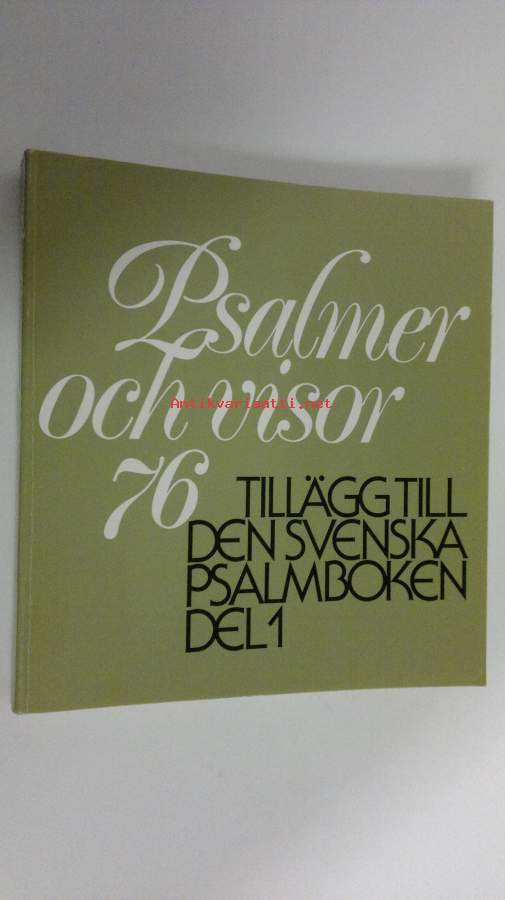 Psalmer
och visor
Antikvariaatti.net
76
TILLÄGG TILL
DEN SVENSKA
PSALMBOKEN
DEL 1